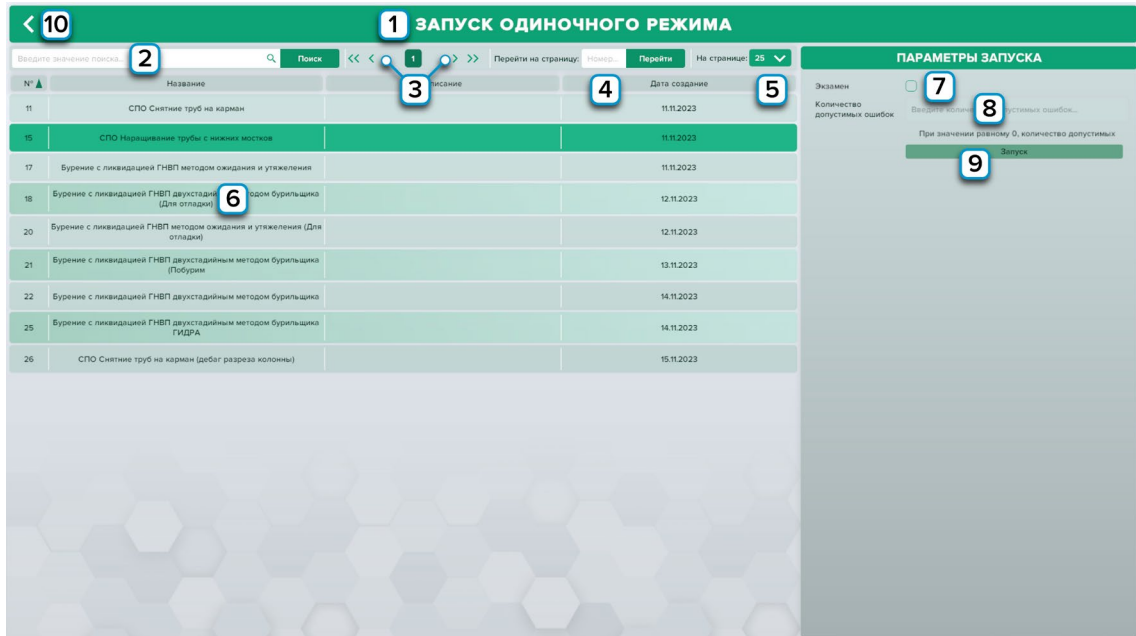 10
1
ЗАПУСК ОДИНОЧНОГО РЕЖИМА
Введите значение поиска...
2
Поиск
<< <
1
> >>
3
Перейти на страницу:
Номер...
Перейти
На странице: 25
4
5
N° Название Дата создание
11 СПО Снятние труб на карман 11.11.2023
15 СПО Наращивание трубы с нижних мостков 11.11.2023
17 Бурение с ликвидацией ГНВП методом ожидания и утяжеления 11.11.2023
18 Бурение с ликвидацией ГНВП бурильщика 12.11.2023
(Для отладки)
6
20 Бурение с ликвидацией ГНВП методом ожидания и утяжеления (Для 12.11.2023
отладки)
21 Бурение с ликвидацией ГНВП двухстадийным методом бурильщика 13.11.2023
(Побурим
22 Бурение с ликвидацией ГНВП двухстадийным методом бурильщика 14.11.2023
25 Бурение с ликвидацией ГНВП двухстадийным методом бурильщика 14.11.2023
ГИДРА
26 СПО Снятние труб на карман (дебаг разреза колонны) 15.11.2023
ПАРАМЕТРЫ ЗАПУСКА
Экзамен
7
Количество
допустимых ошибок
Введите ошибок...
8
При значении равному 0, количество допустимых
Запуск
9